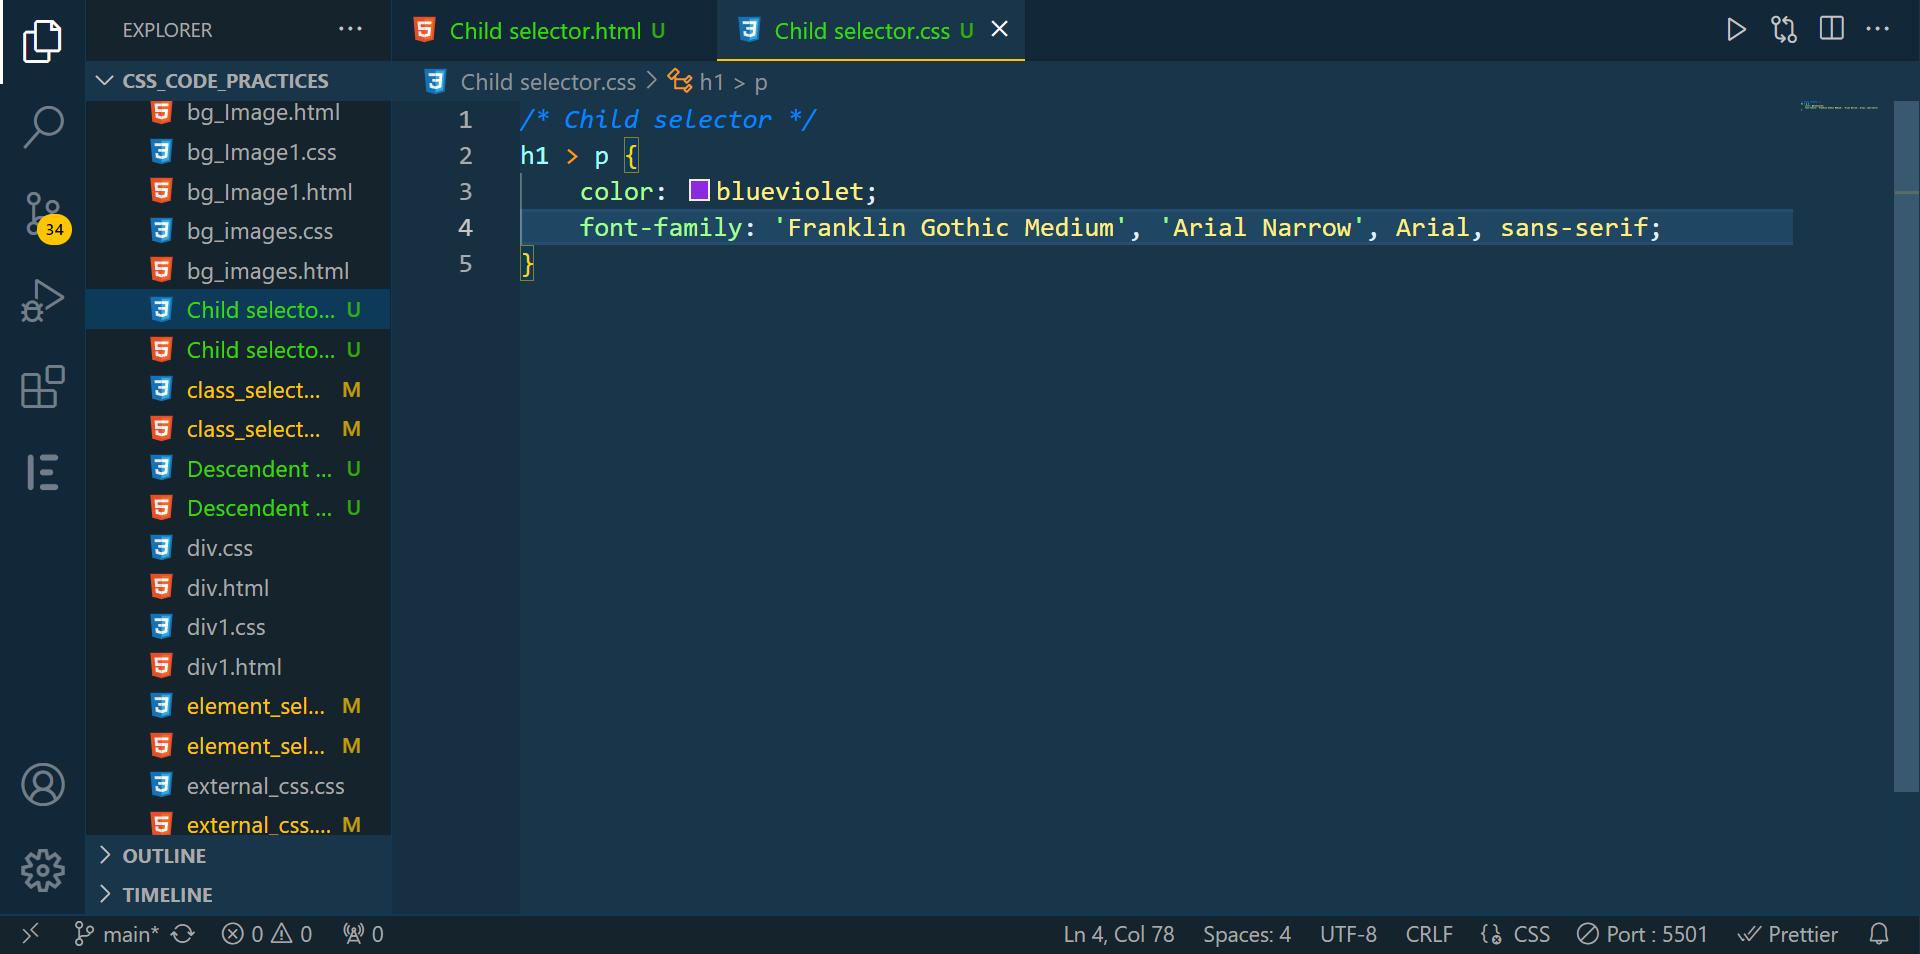 EXPLORER ...
Child selector.html U
Child selector.css U
CSS_CODE_PRACTICES
Child selector.css > h1 > p
bg_Image.html
bg_Image1.css
bg_Image1.html
bg_images.css
bg_images.html
Child selecto... U
Child selecto... U
class_select... M
class_select... M
Descendent ... U
Descendent ... U
div.css
div.html
div1.css
div1.html
element_sel... M
element_sel... M
external_css.css
external_css.... M
OUTLINE
TIMELINE
34
1 /* Child selector */
2 h1 > p {
3 color: blueviolet;
4 font-family: 'Franklin Gothic Medium', 'Arial Narrow', Arial, sans-serif;
5 }
main* 0 0 0
Ln 4, Col 78 Spaces: 4 UTF-8 CRLF CSS Port : 5501 Prettier